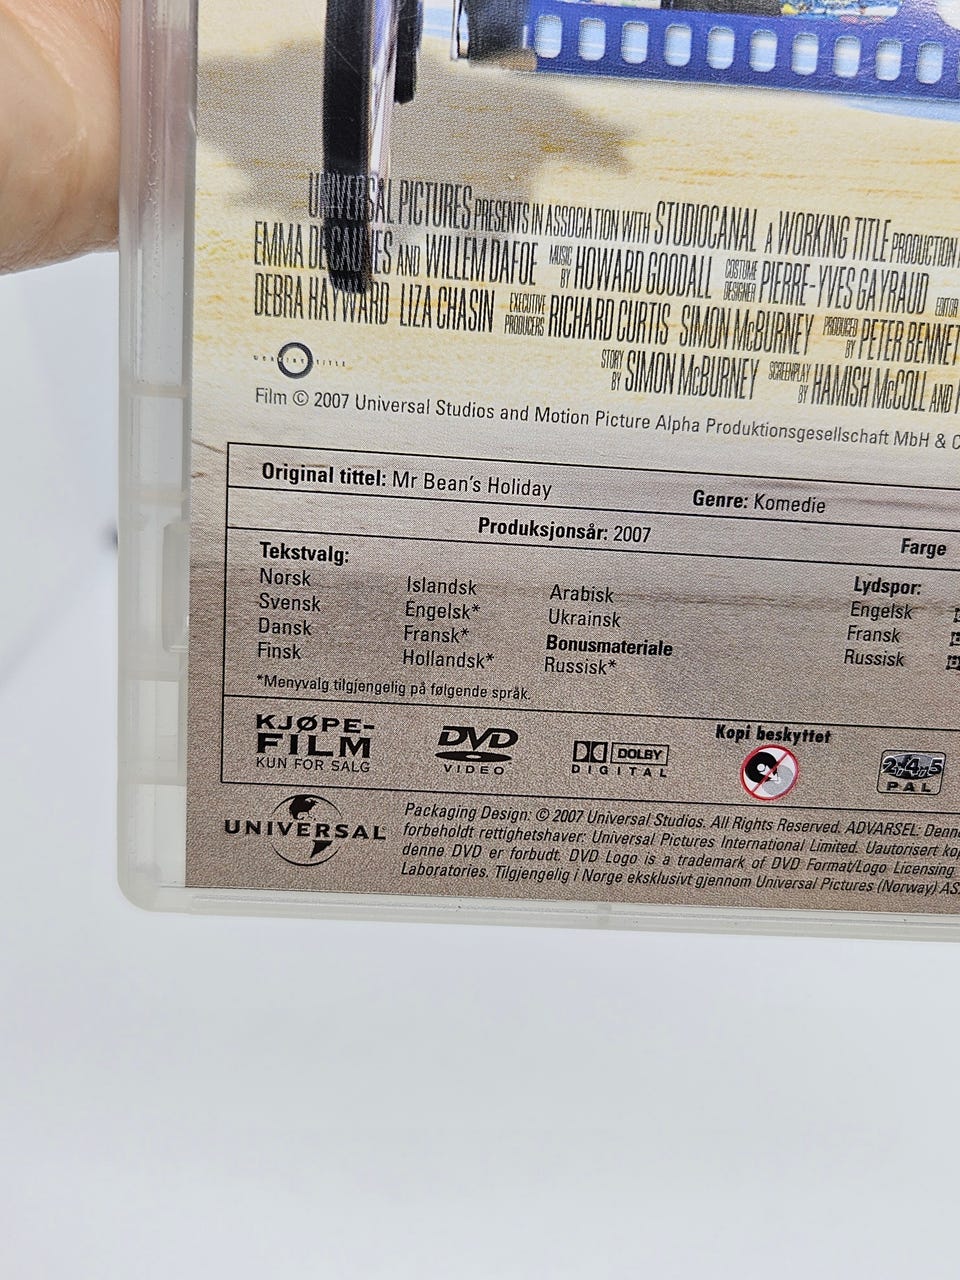 UNIVERSAL PICTURES PRESENTS IN ASSOCIATION WITH STUDIOCANAL A WORKING TITLE PRODUCTION
EMMA DE CAUNES AND WILLEM DAFOE MUSIC BY HOWARD GOODALL COSTUME DESIGNER PIERRE-YVES GAYRAUD EDITOR
DEBRA HAYWARD LIZA CHASIN EXECUTIVE PRODUCERS RICHARD CURTIS SIMON McBURNEY PRODUCED BY PETER BENNET
WORKING TITLE
STORY BY SIMON McBURNEY SCREENPLAY BY HAMISH McCOLL AND
Film © 2007 Universal Studios and Motion Picture Alpha Produktionsgesellschaft MbH & C
Original tittel: Mr Bean's Holiday
Genre: Komedie
Produksjonsår: 2007
Farge
Tekstvalg:
Norsk
Svensk
Dansk
Finsk
Islandsk
Engelsk*
Fransk*
Hollandsk*
Arabisk
Ukrainsk
Bonusmateriale
Russisk*
Lydspor:
Engelsk
Fransk
Russisk
*Menyvalg tilgjengelig på følgende språk.
KJØPE-
FILM
KUN FOR SALG
DVD
VIDEO
DOLBY
DIGITAL
Kopi beskyttet
2.4.5
PAL
UNIVERSAL
Packaging Design: © 2007 Universal Studios. All Rights Reserved. ADVARSEL: Denn
forbeholdt rettighetshaver: Universal Pictures International Limited. Uautorisert kop
denne DVD er forbudt. DVD Logo is a trademark of DVD Format/Logo Licensing
Laboratories. Tilgjengelig i Norge eksklusivt gjennom Universal Pictures (Norway) AS.